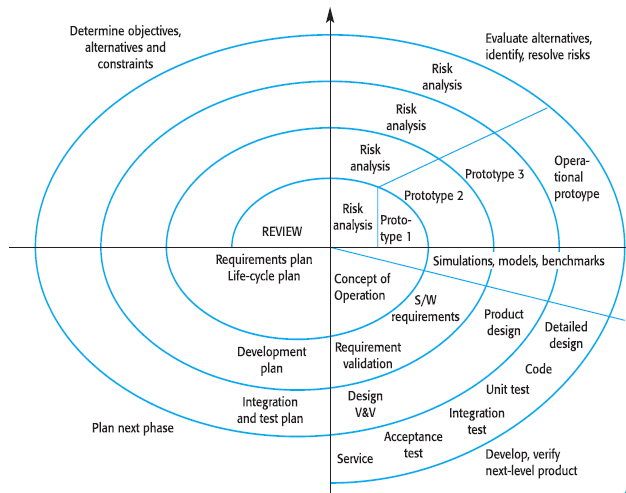 Determine objectives,
alternatives and
constraints
Evaluate alternatives,
identify, resolve risks
Risk
analysis
Risk
analysis
Risk
analysis
Risk
analysis
Proto-
type 1
Prototype 2
Prototype 3
Opera-
tional
protoype
REVIEW
Requirements plan
Life-cycle plan
Simulations, models, benchmarks
Concept of
Operation
S/W
requirements
Product
design
Detailed
design
Development
plan
Requirement
validation
Code
Unit test
Integration
and test plan
Design
V&V
Integration
test
Plan next phase
Acceptance
test
Service
Develop, verify
next-level product